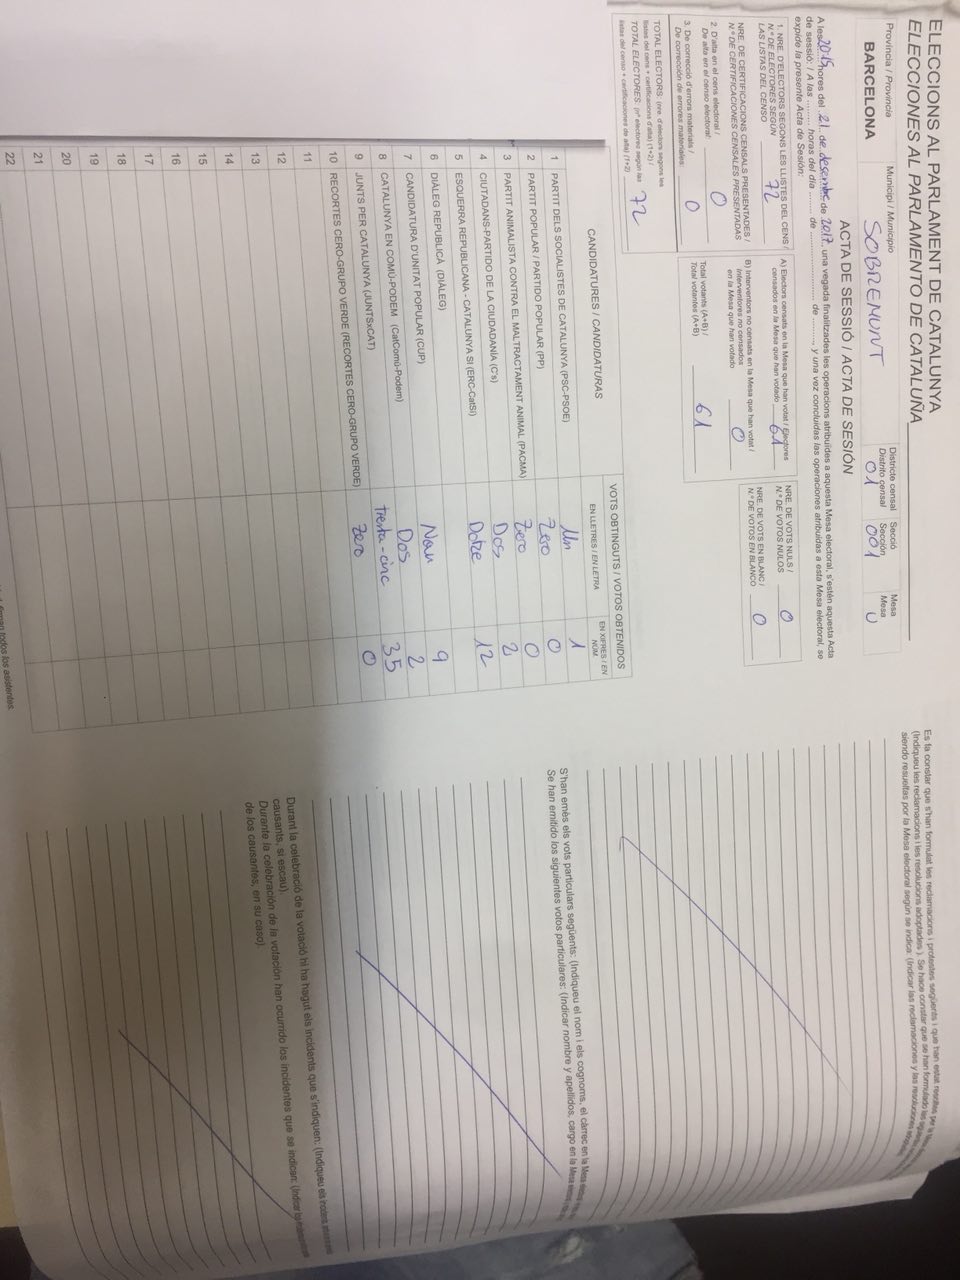 ELECCIONS AL PARLAMENT DE CATALUNYA
ELECCIONES AL PARLAMENTO DE CATALUÑA
Província / Provincia
BARCELONA
Municipi / Municipio
SOBREMUNT
Districte censal
Distrito censal
01
Secció
Sección
001
Mesa
Mesa
U
ACTA DE SESSIÓ / ACTA DE SESIÓN
A les 20:15 hores del 21 de desembre de 2017, una vegada finalitzades les operacions atribuïdes a aquesta Mesa electoral, s'estén aquesta Acta
de sessió: / A las ........ horas del día ........ de ........ de ........, y una vez concluidas las operaciones atribuidas a esta Mesa electoral, se
expide la presente Acta de Sesión:
1. NRE. D'ELECTORS SEGONS LES LLISTES DEL CENS /
N.º DE ELECTORES SEGÚN
LAS LISTAS DEL CENSO 72
NRE. DE CERTIFICACIONS CENSALS PRESENTADES /
N.º DE CERTIFICACIONES CENSALES PRESENTADAS
2. D'alta en el cens electoral /
De alta en el censo electoral: 0
3. De correcció d'errors materials /
De corrección de errores materiales: 0
TOTAL ELECTORS: (nre. d'electors segons les
llistes del cens + certificacions d'alta) (1+2) /
TOTAL ELECTORES: (nº electores según las
listas del censo + certificaciones de alta) (1+2) 72
A) Electors censats en la Mesa que han votat / Electores
censados en la Mesa que han votado 61
B) Interventors no censats en la Mesa que han votat /
Interventores no censados
en la Mesa que han votado 0
Total votants (A+B) /
Total votantes (A+B) 61
NRE. DE VOTS NULS /
N.º DE VOTOS NULOS 0
NRE. DE VOTS EN BLANC /
N.º DE VOTOS EN BLANCO 0
CANDIDATURES / CANDIDATURAS
VOTS OBTINGUTS / VOTOS OBTENIDOS
EN LLETRES / EN LETRA
EN XIFRES / EN NÚM.
1 PARTIT DELS SOCIALISTES DE CATALUNYA (PSC-PSOE) Un 1
2 PARTIT POPULAR / PARTIDO POPULAR (PP) Zero 0
3 PARTIT ANIMALISTA CONTRA EL MALTRACTAMENT ANIMAL (PACMA) Zero 0
4 CIUTADANS-PARTIDO DE LA CIUDADANÍA (C's) Dos 2
5 ESQUERRA REPUBLICANA - CATALUNYA SÍ (ERC-CatSí) Dotze 12
6 DIÀLEG REPUBLICÀ (DIÀLEG)
7 CANDIDATURA D'UNITAT POPULAR (CUP) Nou 9
8 CATALUNYA EN COMÚ-PODEM (CatComú-Podem) Dos 2
9 JUNTS PER CATALUNYA (JUNTSxCAT) trenta-cinc 35
10 RECORTES CERO-GRUPO VERDE (RECORTES CERO-GRUPO VERDE) Zero 0
11
12
13
14
15
16
17
18
19
20
21
22
firman todos los asistentes.
Es fa constar que s'han formulat les reclamacions i protestes següents i que han estat resoltes per la
(Indiqueu les reclamacions i les resolucions adoptades ). Se hace constar que se han formulado las
siendo resueltas por la Mesa electoral según se indica: (Indicar las reclamaciones y las resoluciones
S'han emès els vots particulars següents: (Indiqueu el nom i els cognoms, el càrrec en la Mesa
Se han emitido los siguientes votos particulares: (Indicar nombre y apellidos, cargo en la Mesa
Durant la celebració de la votació hi ha hagut els incidents que s'indiquen: (Indiqueu els
causants, si escau).
Durante la celebración de la votación han ocurrido los incidentes que se indican: (Indicar
de los causantes, en su caso).